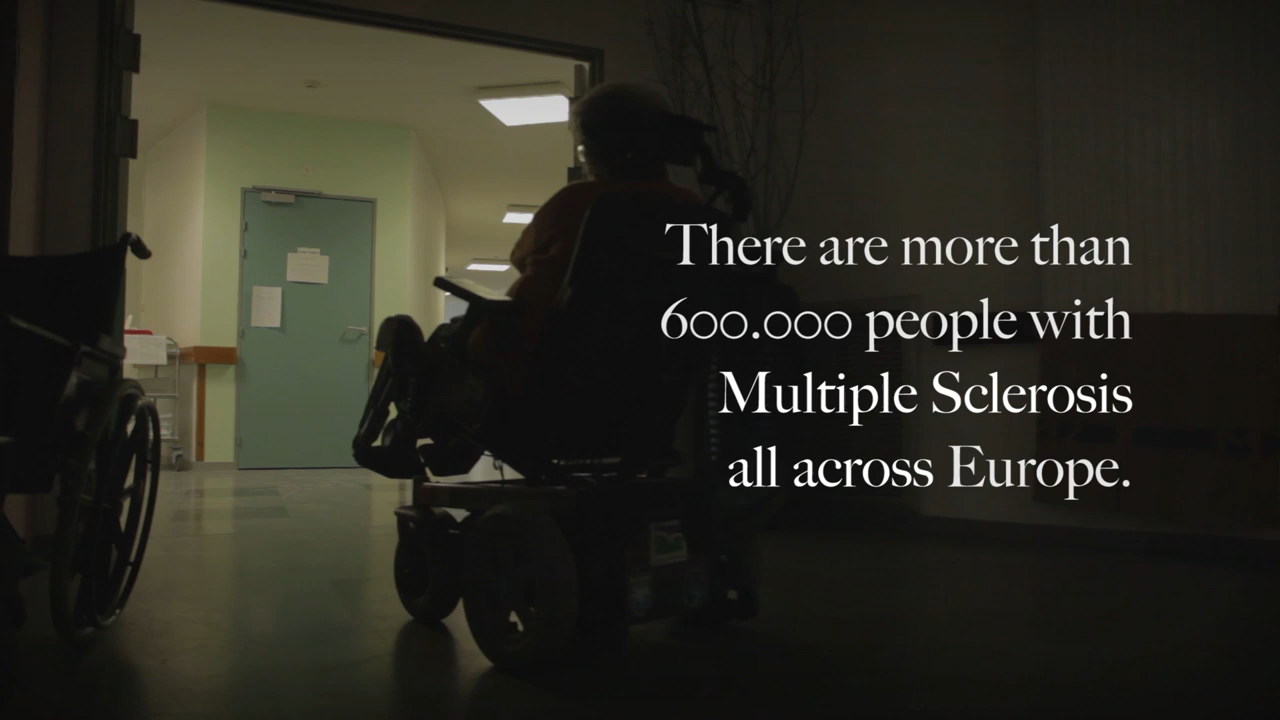 There are more than
600.000 people with
Multiple Sclerosis
all across Europe.